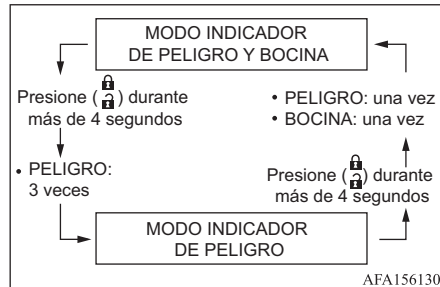 MODO INDICADOR
DE PELIGRO Y BOCINA
Presione ( ) durante
más de 4 segundos
• PELIGRO:
3 veces
• PELIGRO: una vez
• BOCINA: una vez
Presione ( ) durante
más de 4 segundos
MODO INDICADOR
DE PELIGRO
AFA156130